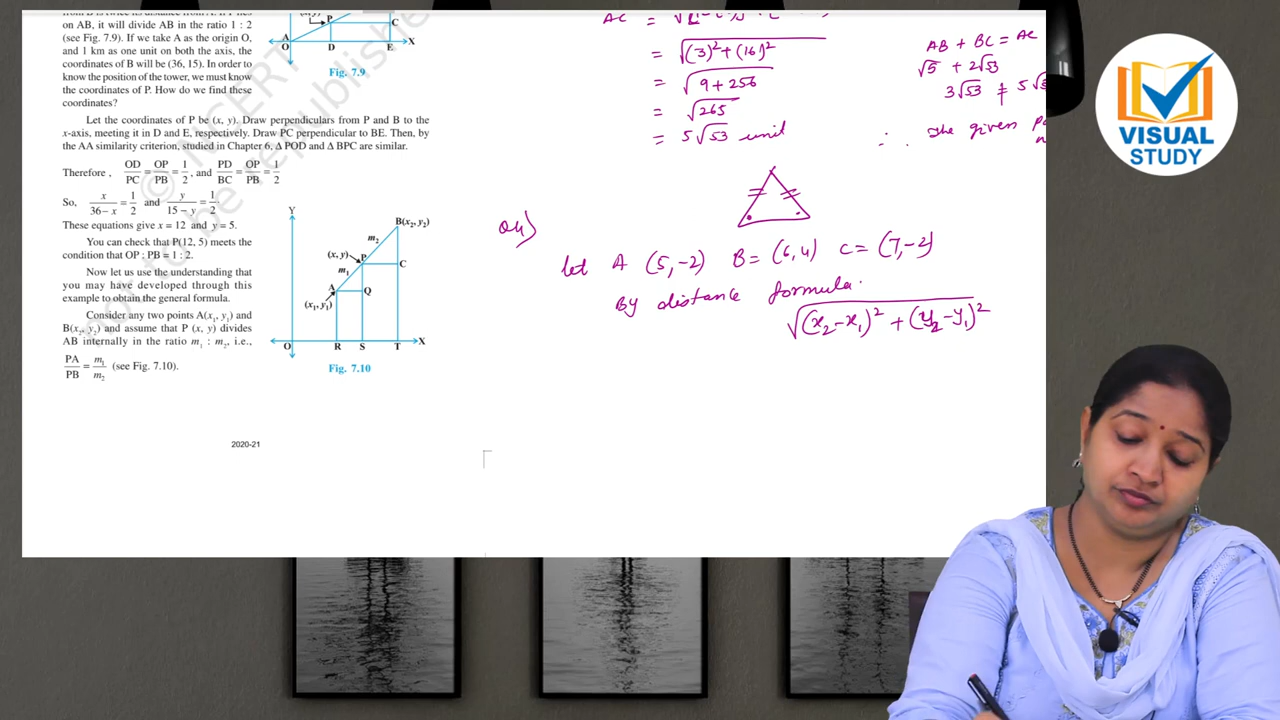 on AB, it will divide AB in the ratio 1 : 2
(see Fig. 7.9). If we take A as the origin O,
and 1 km as one unit on both the axis, the
coordinates of B will be (36, 15). In order to
know the position of the tower, we must know
the coordinates of P. How do we find these
coordinates?
P
C
A
O
D
E
X
Fig. 7.9
Let the coordinates of P be (x, y). Draw perpendiculars from P and B to the
x-axis, meeting it in D and E, respectively. Draw PC perpendicular to BE. Then, by
the AA similarity criterion, studied in Chapter 6, Δ POD and Δ BPC are similar.
Therefore , OD/PC = OP/PB = 1/2, and PD/BC = OP/PB = 1/2
So, x/36 – x = 1/2 and y/15 – y = 1/2.
These equations give x = 12 and y = 5.
You can check that P(12, 5) meets the
condition that OP : PB = 1 : 2.
Now let us use the understanding that
you may have developed through this
example to obtain the general formula.
Consider any two points A(x₁, y₁) and
B(x₂, y₂) and assume that P (x, y) divides
AB internally in the ratio m₁ : m₂, i.e.,
PA/PB = m₁/m₂ (see Fig. 7.10).
Y
B(x₂, y₂)
m₂
(x, y)
P
C
m₁
A
Q
(x₁, y₁)
O
R
S
T
X
Fig. 7.10
2020-21
© NCERT
be republished
AC =
= √(3)² + (16)²
= √9 + 256
= √265
= 5√53 unit
AB + BC = AC
√5 + 2√53
3√53 ≠ 5√53
∴ The given
Q4)
let A (5,-2) B = (6,4) C = (7,-2)
By distance formula.
√(x₂-x₁)² + (y₂-y₁)²
VISUAL
STUDY